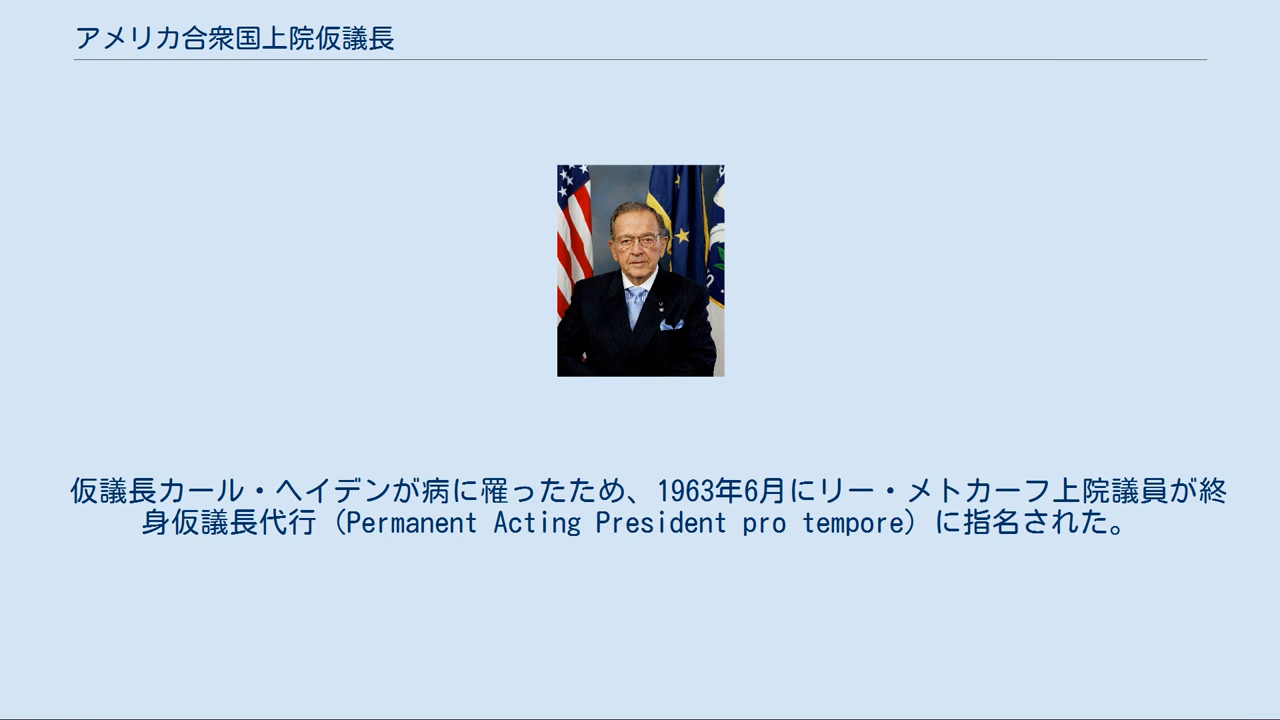 アメリカ合衆国上院仮議長
仮議長カール・ヘイデンが病に罹ったため、1963年6月にリー・メトカーフ上院議員が終
身仮議長代行（Permanent Acting President pro tempore）に指名された。